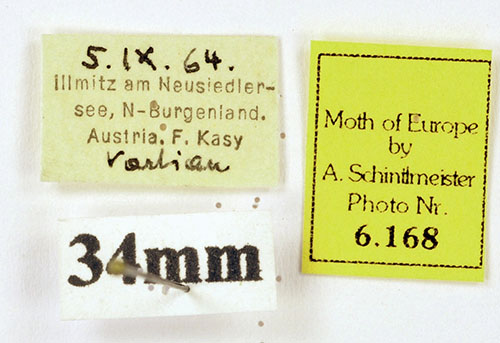 5. IX. 64.
Illmitz am Neusiedler-
see, N-Burgenland.
Austria. F. Kasy
Vartian
34mm
Moth of Europe
by
A. Schintlmeister
Photo Nr.
6.168